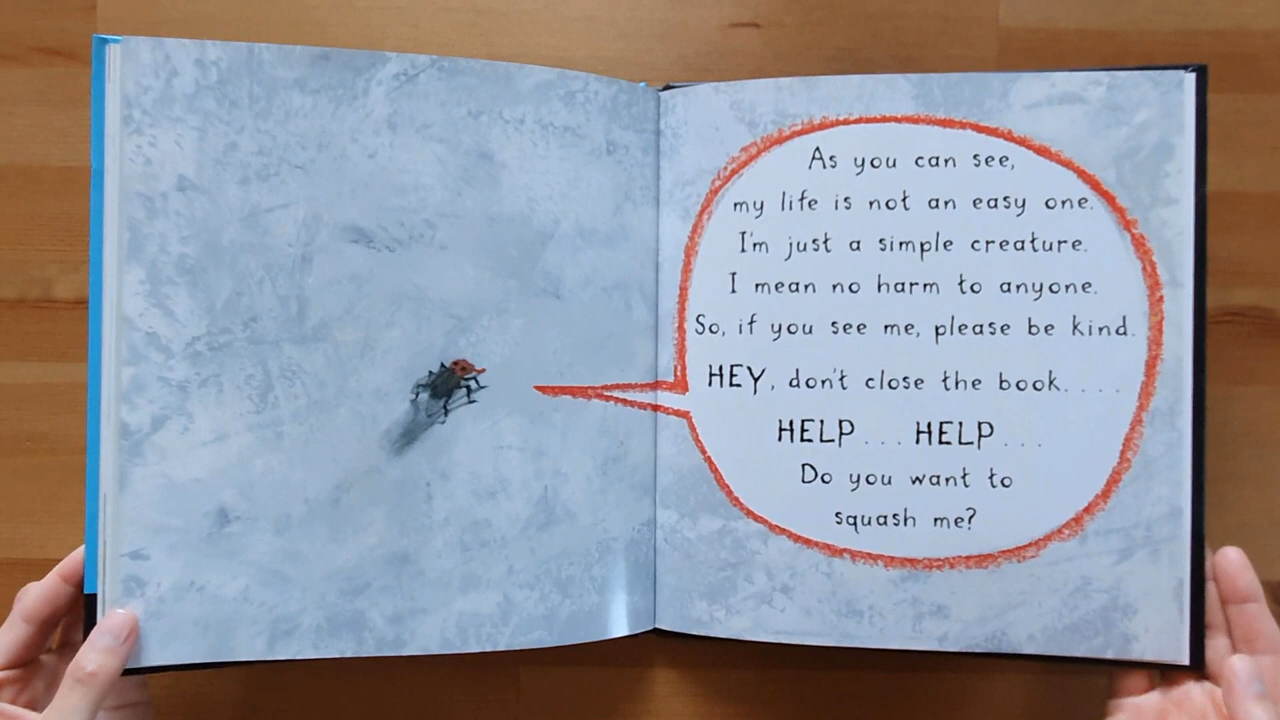 As you can see,
my life is not an easy one.
I'm just a simple creature.
I mean no harm to anyone.
So, if you see me, please be kind.
HEY, don't close the book. . . .
HELP . . . HELP . . .
Do you want to
squash me?